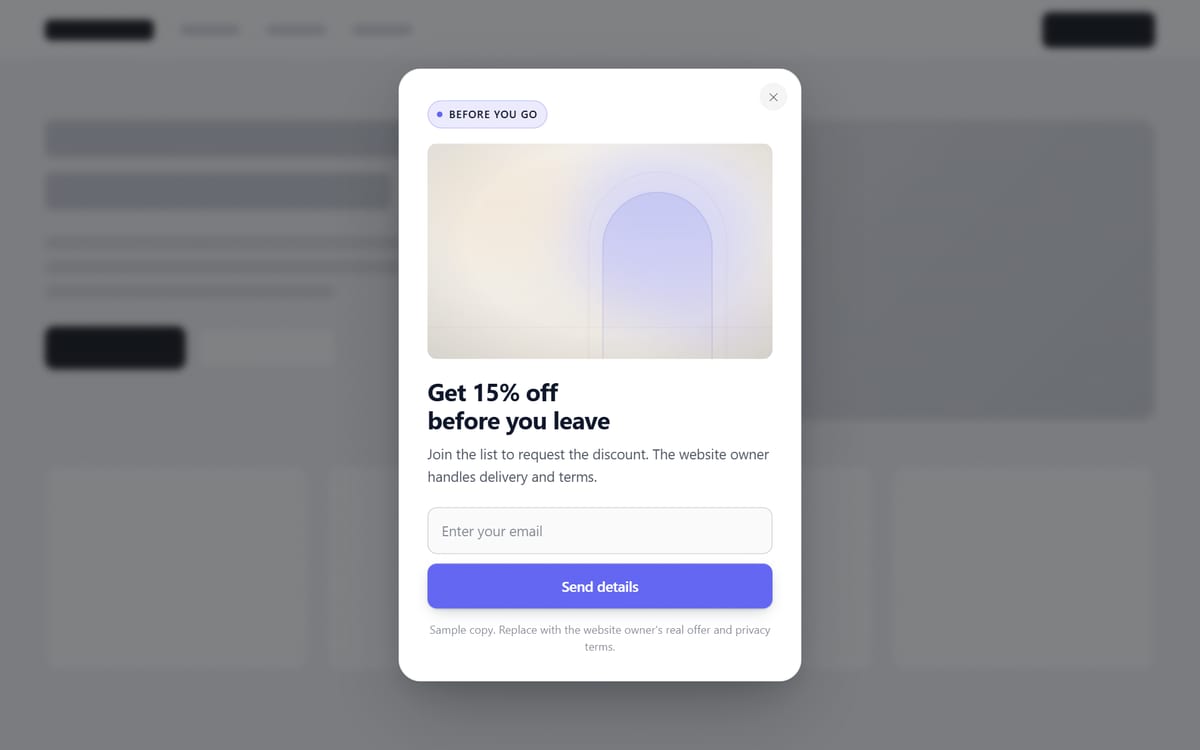 BEFORE YOU GO
Get 15% off
before you leave
Join the list to request the discount. The website owner
handles delivery and terms.
Enter your email
Send details
Sample copy. Replace with the website owner's real offer and privacy
terms.